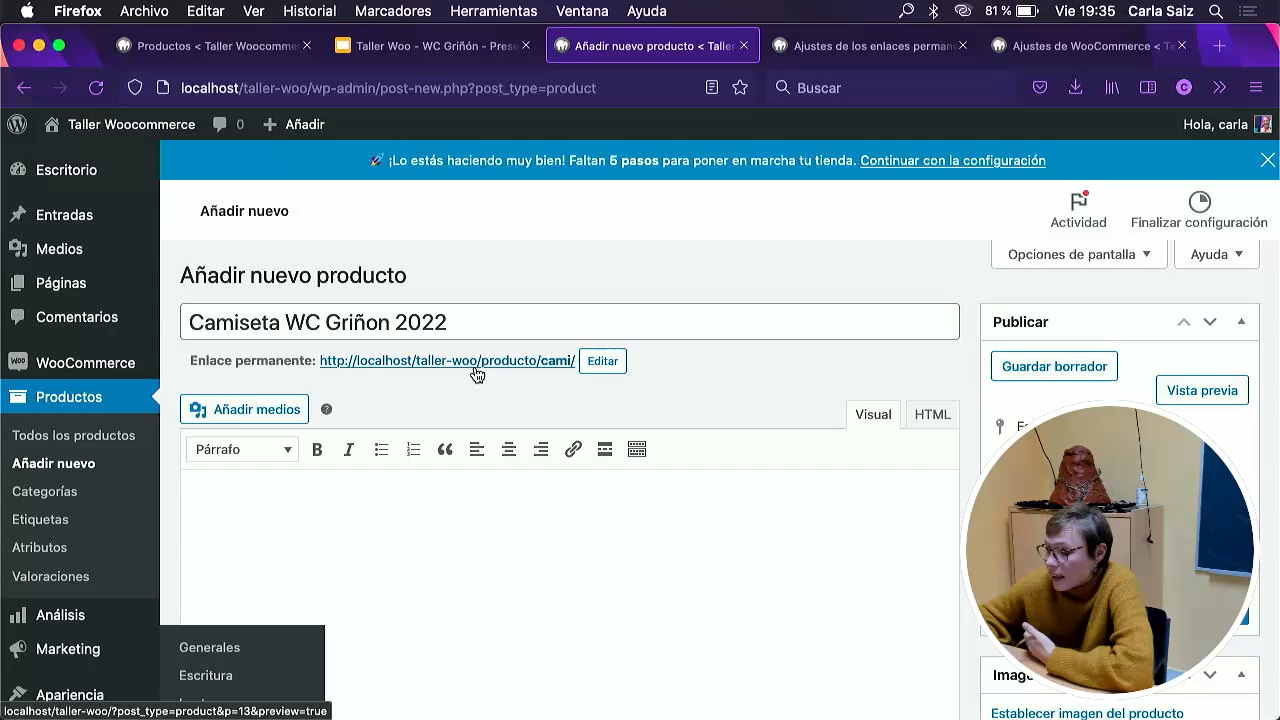 Firefox Archivo Editar Ver Historial Marcadores Herramientas Ventana Ayuda 81 % Vie 19:35 Carla Saiz
Productos < Taller Woocomme
Taller Woo - WC Griñón - Pres
Añadir nuevo producto < Taller
Ajustes de los enlaces perman
Ajustes de WooCommerce < Ta
localhost/taller-woo/wp-admin/post-new.php?post_type=product
Buscar
Taller Woocommerce 0 Añadir
Hola, carla
¡Lo estás haciendo muy bien! Faltan 5 pasos para poner en marcha tu tienda. Continuar con la configuración
Escritorio
Entradas
Medios
Páginas
Comentarios
WooCommerce
Productos
Todos los productos
Añadir nuevo
Categorías
Etiquetas
Atributos
Valoraciones
Análisis
Marketing
Apariencia
Generales
Escritura
localhost/taller-woo/?post_type=product&p=13&preview=true
Añadir nuevo
Actividad
Finalizar configuración
Opciones de pantalla
Ayuda
Añadir nuevo producto
Camiseta WC Griñon 2022
Enlace permanente: http://localhost/taller-woo/producto/cami/ Editar
Añadir medios
Visual
HTML
Párrafo
Publicar
Guardar borrador
Vista previa
Establecer imagen del producto